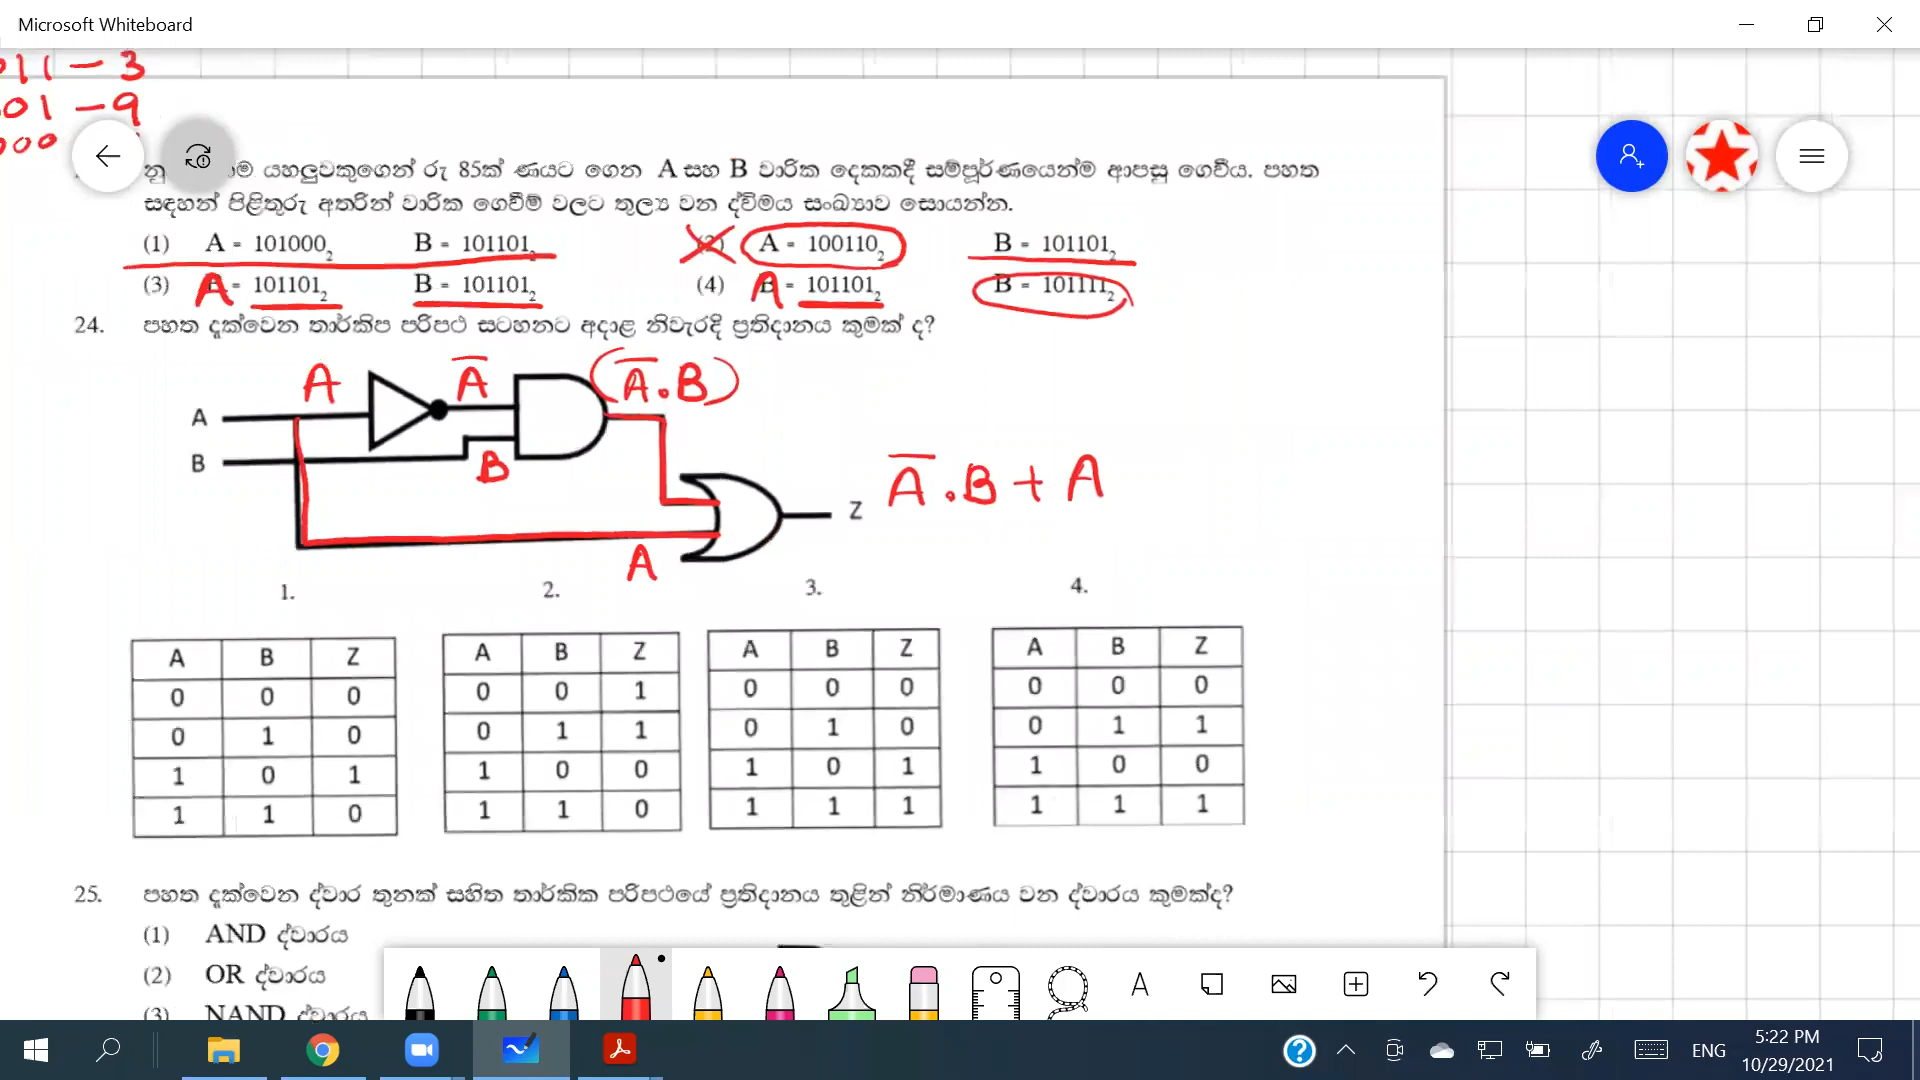 Microsoft Whiteboard
011 – 3
01 – 9
000
යහලුවකුගෙන් රු 85ක් ණයට ගෙන A සහ B වාරික දෙකකදී සම්පූර්ණයෙන්ම ආපසු ගෙවීය. පහත
සඳහන් පිළිතුරු අතරින් වාරික ගෙවීම් වලට තුල්‍ය වන ද්විමය සංඛ්‍යාව සොයන්න.
(1) A = 101000₂ B = 101101₂ (2) A = 100110₂ B = 101101₂
(3) A = 101101₂ B = 101101₂ (4) A = 101101₂ B = 101111₂
24. පහත දැක්වෙන තාර්කිප පරිපථ සටහනට අදාළ නිවැරදි ප්‍රතිදානය කුමක් ද?
A A̅ (A̅.B)
A
B B
Z A̅.B + A
A
1. 2. 3. 4.
A B Z A B Z A B Z A B Z
0 0 0 0 0 1 0 0 0 0 0 0
0 1 0 0 1 1 0 1 0 0 1 1
1 0 1 1 0 0 1 0 1 1 0 0
1 1 0 1 1 0 1 1 1 1 1 1
25. පහත දැක්වෙන ද්වාර තුනක් සහිත තාර්කික පරිපථයේ ප්‍රතිදානය තුළින් නිර්මාණය වන ද්වාරය කුමක්ද?
(1) AND ද්වාරය
(2) OR ද්වාරය
(3) NAND ද්වාරය
ENG
5:22 PM
10/29/2021